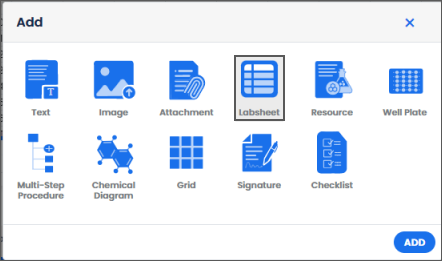 Add
Text
Image
Attachment
Labsheet
Resource
Well Plate
Multi-Step
Procedure
Chemical
Diagram
Grid
Signature
Checklist
ADD